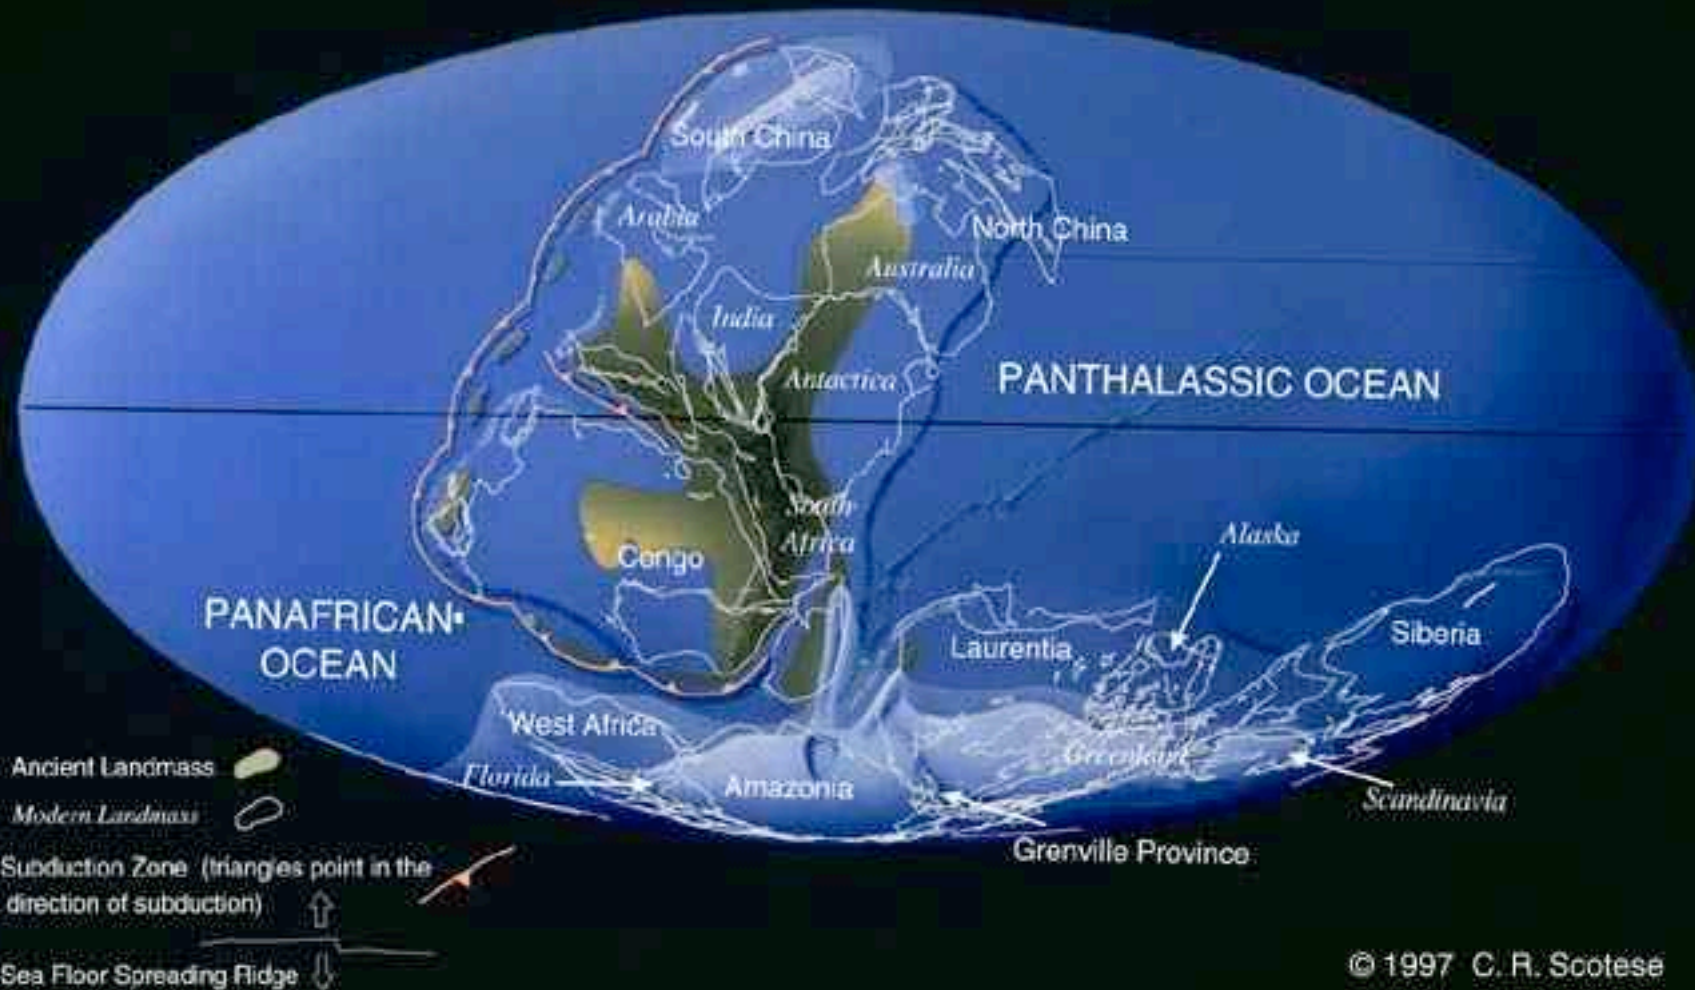 South China
Arabia
North China
Australia
India
Antactica
PANTHALASSIC OCEAN
South
Africa
Alaska
Congo
PANAFRICAN
OCEAN
Laurentia
Siberia
West Africa
Greenland
Florida
Amazonia
Scandinavia
Grenville Province
Ancient Landmass
Modern Landmass
Subduction Zone (triangles point in the
direction of subduction)
Sea Floor Spreading Ridge
© 1997 C. R. Scotese